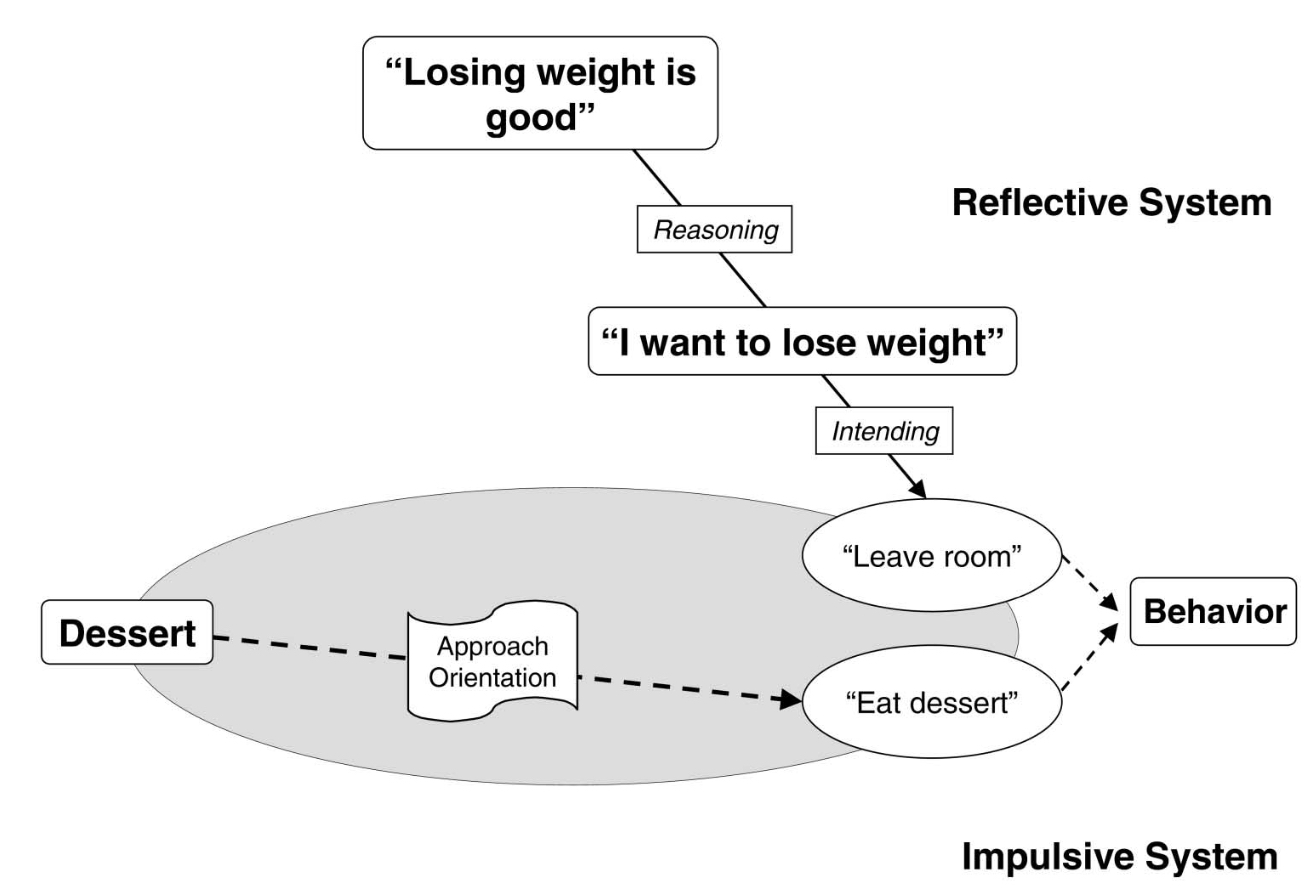 “Losing weight is
good”
Reflective System
Reasoning
“I want to lose weight”
Intending
“Leave room”
Behavior
Dessert
Approach
Orientation
“Eat dessert”
Impulsive System